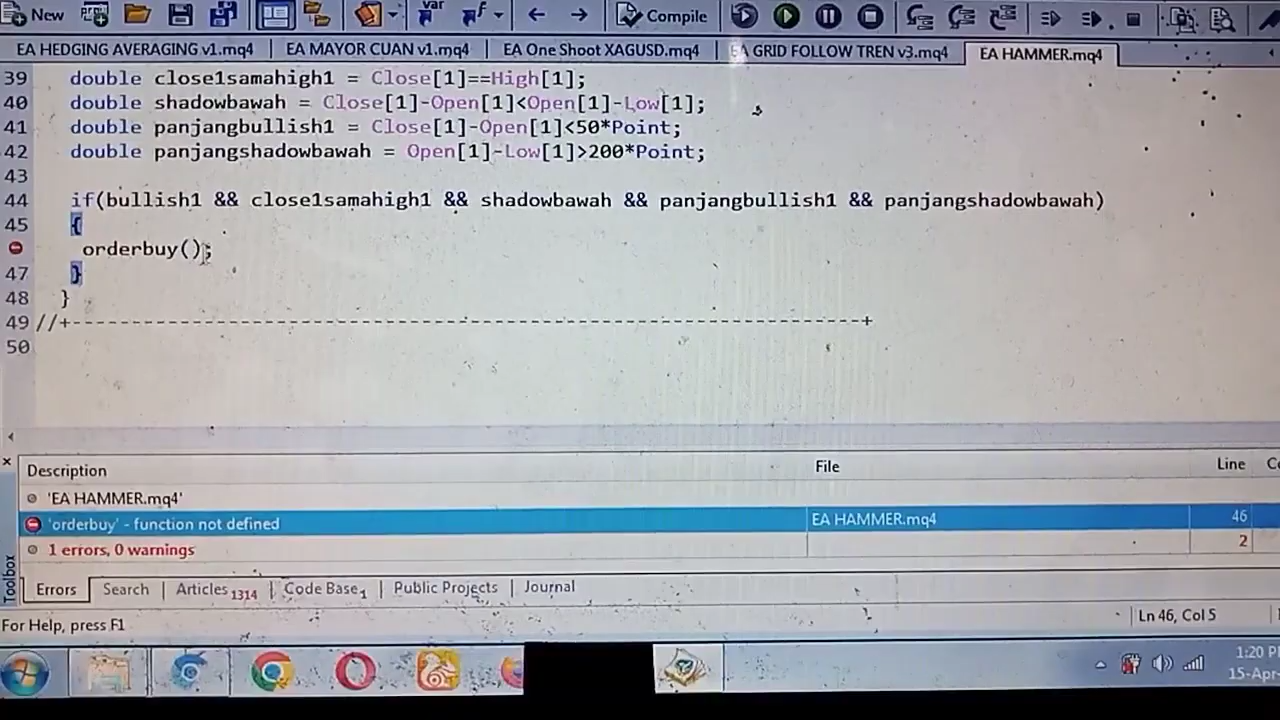 New
Compile
EA HEDGING AVERAGING v1.mq4
EA MAYOR CUAN v1.mq4
EA One Shoot XAGUSD.mq4
EA GRID FOLLOW TREN v3.mq4
EA HAMMER.mq4
39 double close1samahigh1 = Close[1]==High[1];
40 double shadowbawah = Close[1]-Open[1]<Open[1]-Low[1];
41 double panjangbullish1 = Close[1]-Open[1]<50*Point;
42 double panjangshadowbawah = Open[1]-Low[1]>200*Point;
43
44 if(bullish1 && close1samahigh1 && shadowbawah && panjangbullish1 && panjangshadowbawah)
45 {
orderbuy();
47 }
48 }
49 //+------------------------------------------------------------------+
50
Description File Line
'EA HAMMER.mq4'
'orderbuy' - function not defined EA HAMMER.mq4 46
1 errors, 0 warnings 2
Toolbox
Errors Search Articles 1314 Code Base 1 Public Projects Journal
For Help, press F1 Ln 46, Col 5
1:20
15-Apr-